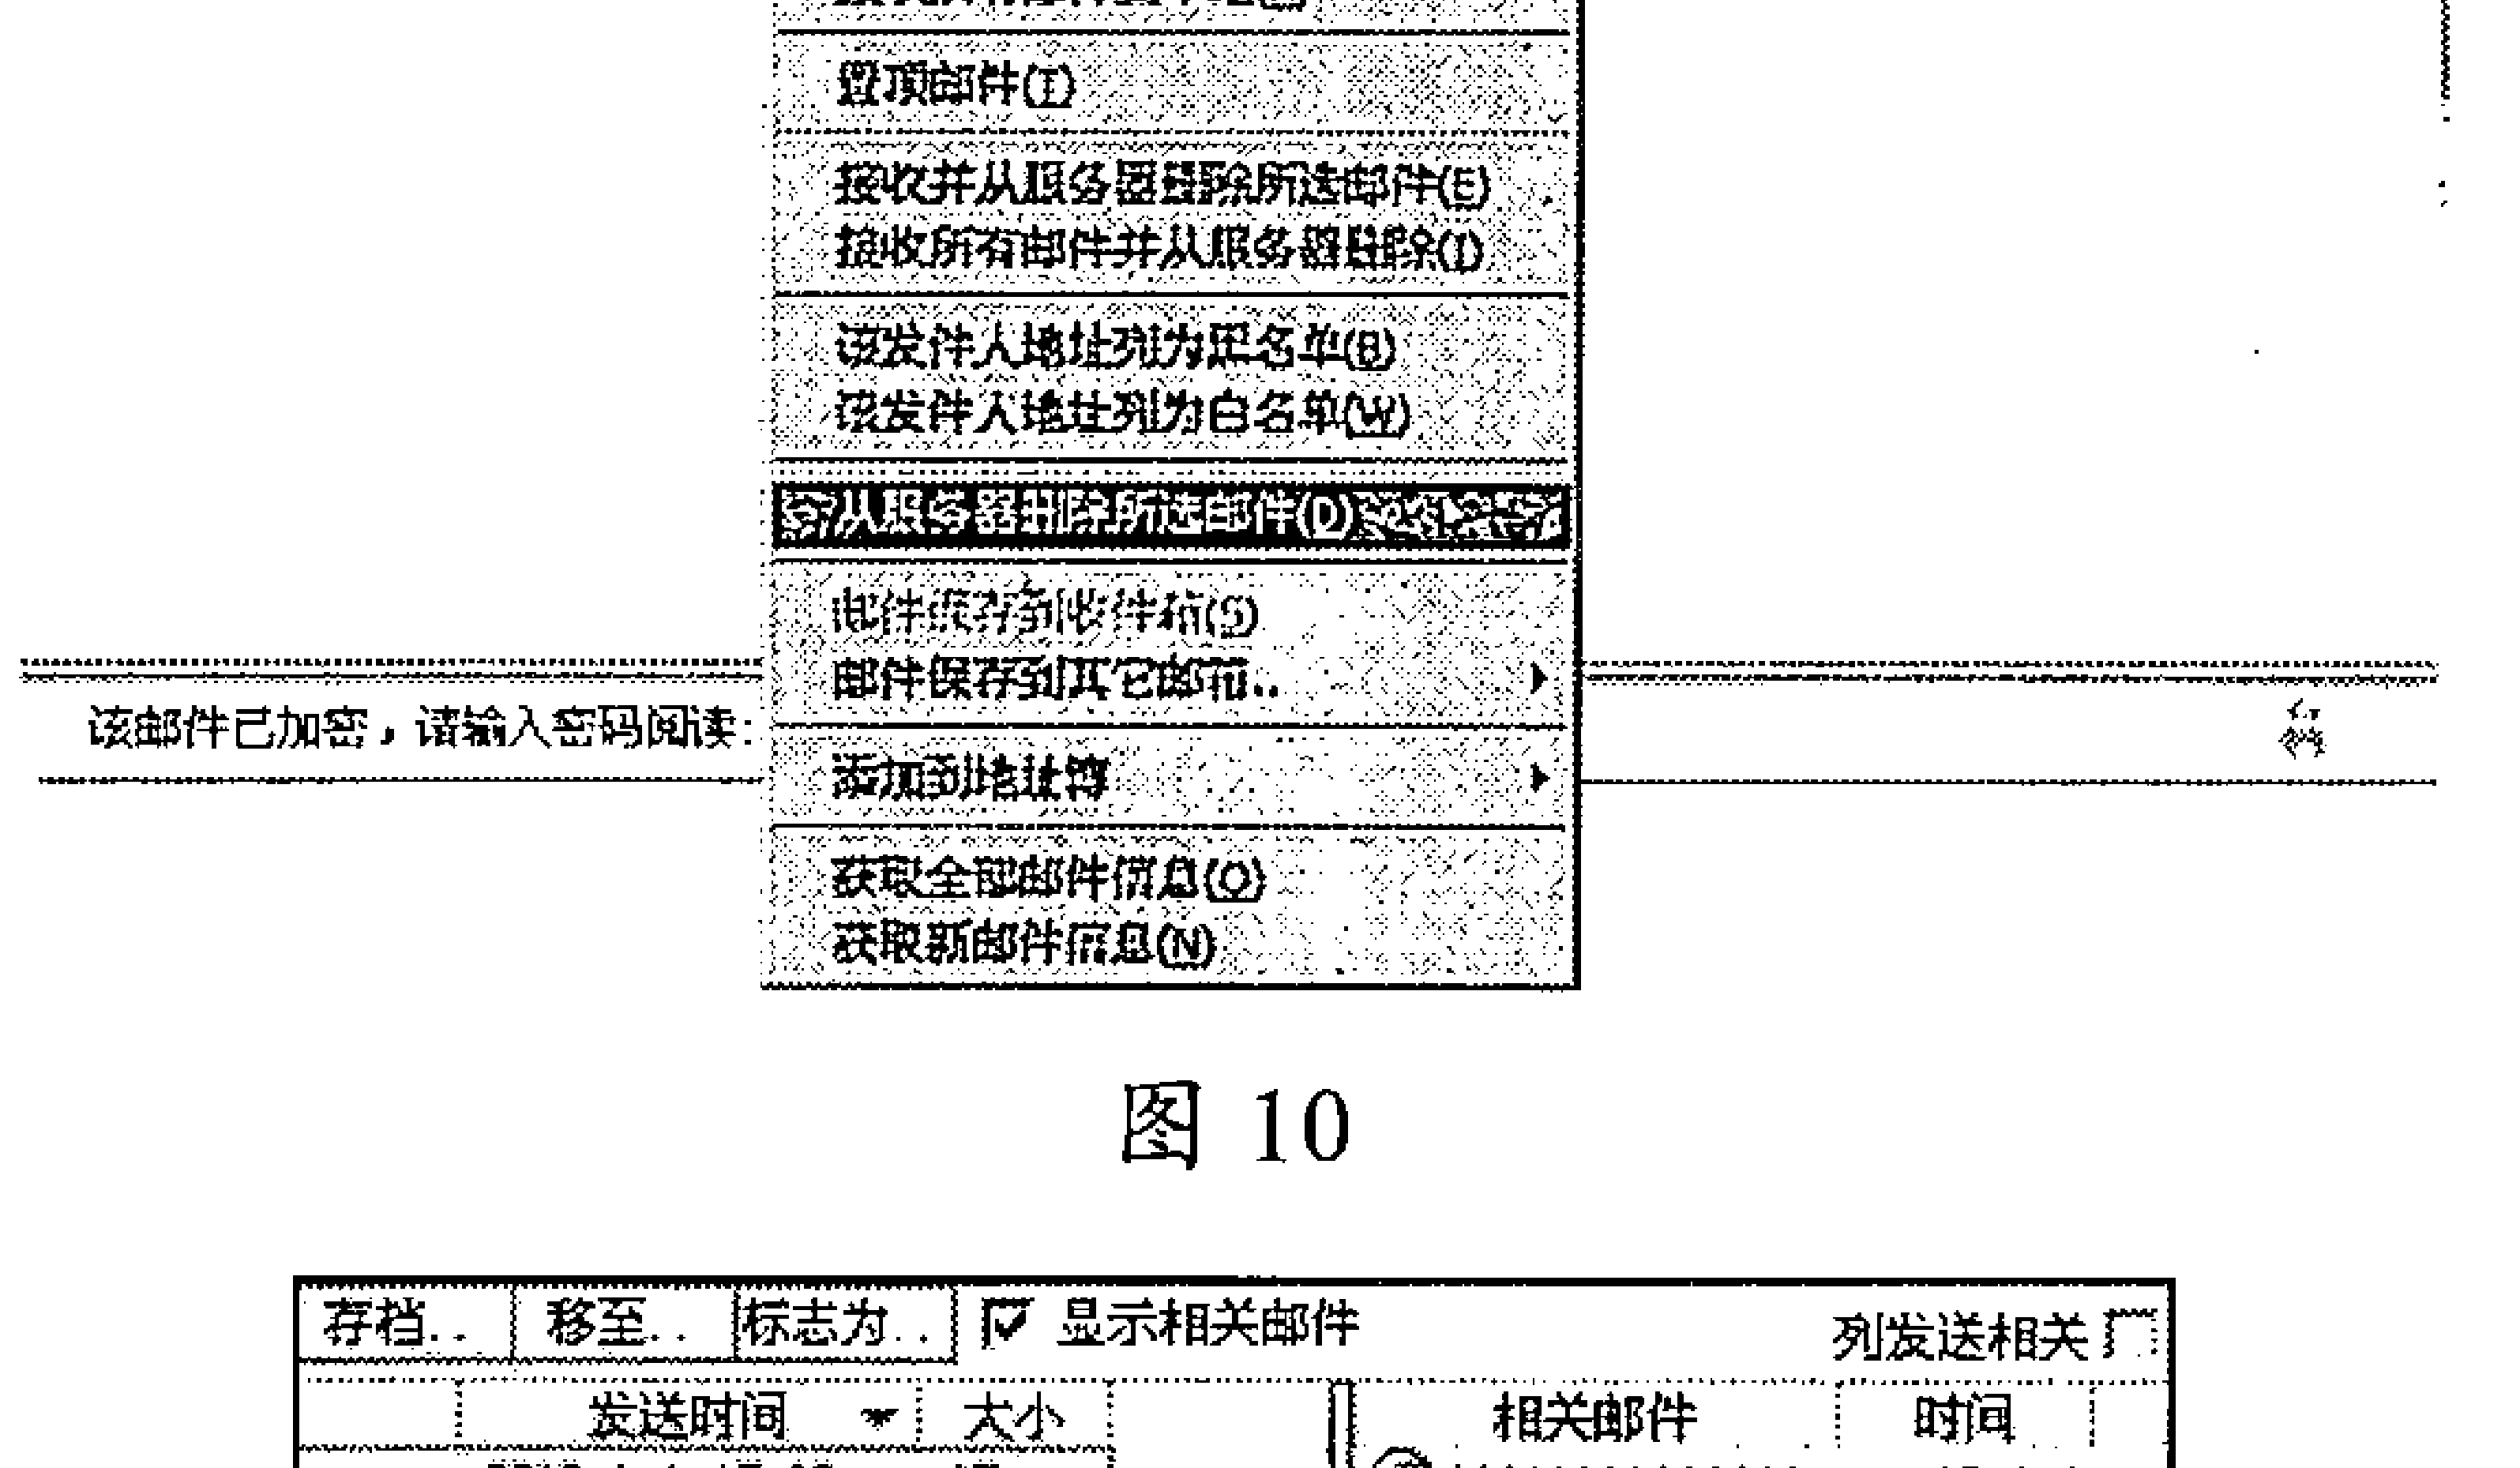 置顶邮件(T)
接收并从服务器删除所选邮件(E)
接收所有邮件并从服务器删除(I)
该发件人地址列为黑名单(B)
该发件人地址列为白名单(W)
从服务器删除所选邮件(D)
邮件保存到收件箱(S)
邮件保存到其它邮箱..
该邮件已加密，请输入密码阅读:
添加到地址簿
获取全部邮件信息(O)
获取新邮件信息(N)
图 10
存档.. 移至.. 标志为.. 显示相关邮件 列发送相关
发送时间 大小 相关邮件 时间